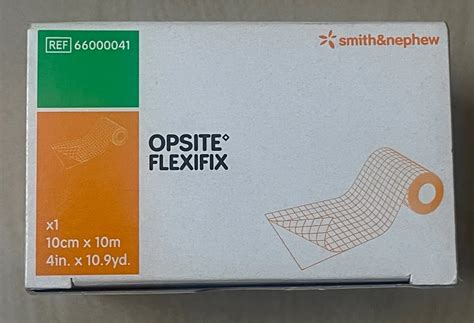 REF 66000041
smith&nephew
OPSITE◇
FLEXIFIX
x1
10cm x 10m
4in. x 10.9yd.